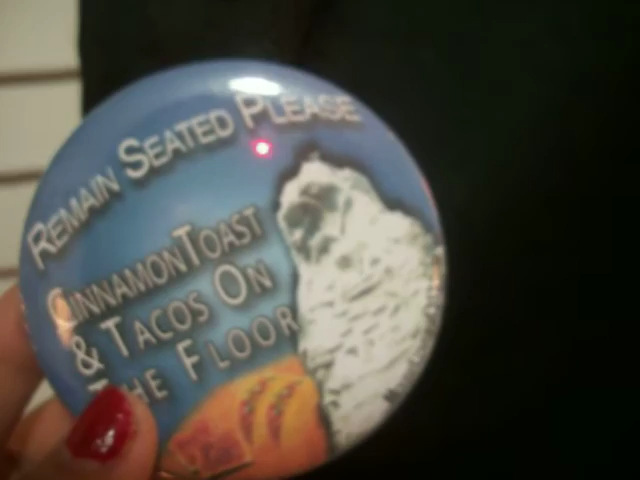 Remain Seated Please
CinnamonToast
& Tacos On
The Floor